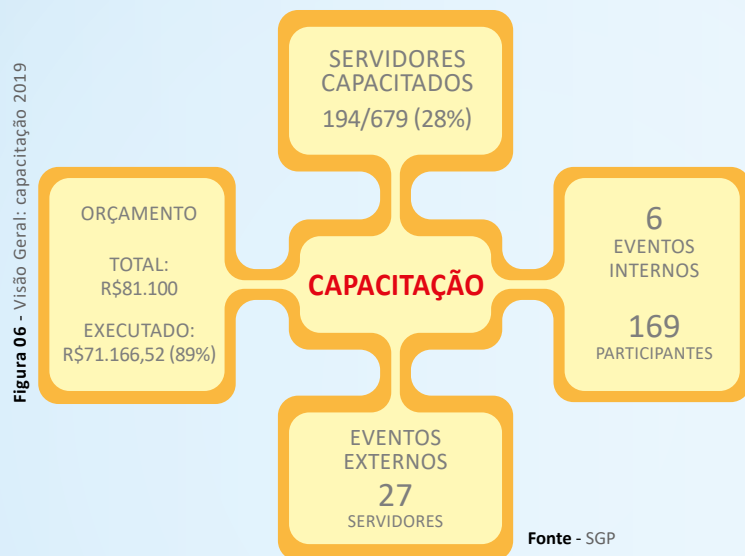 Figura 06 - Visão Geral: capacitação 2019
SERVIDORES
CAPACITADOS
194/679 (28%)
ORÇAMENTO
TOTAL:
R$81.100
EXECUTADO:
R$71.166,52 (89%)
CAPACITAÇÃO
6
EVENTOS
INTERNOS
169
PARTICIPANTES
EVENTOS
EXTERNOS
27
SERVIDORES
Fonte - SGP